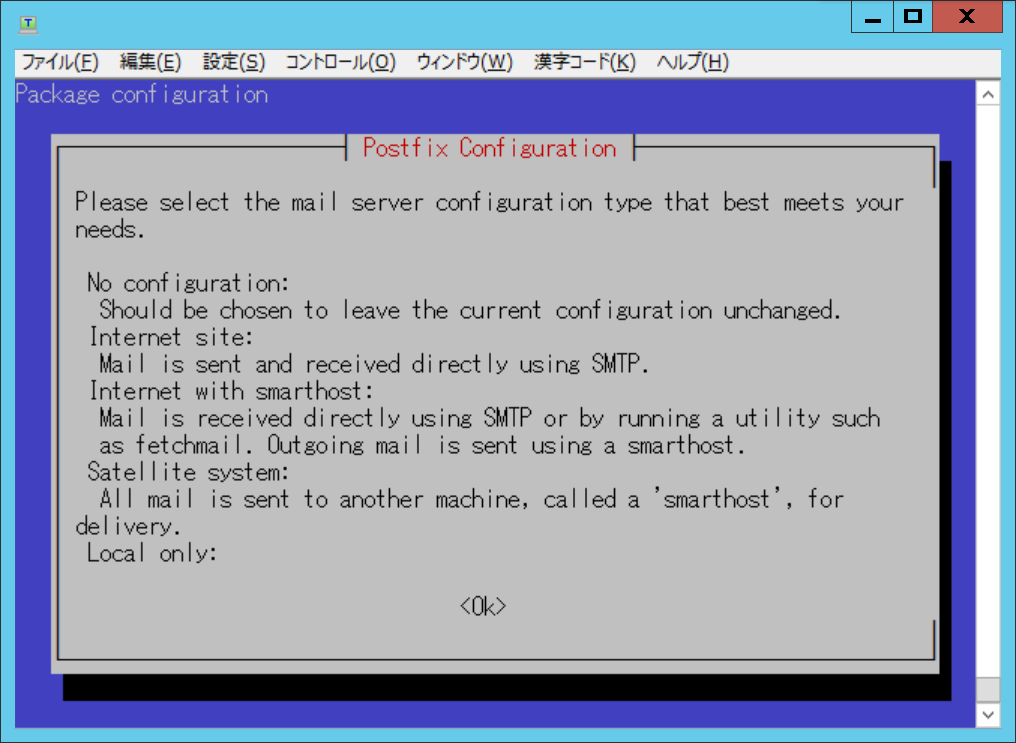 T
X
ファイル(F) 編集(E) 設定(S) コントロール(O) ウィンドウ(W) 漢字コード(K) ヘルプ(H)
Package configuration
Postfix Configuration
Please select the mail server configuration type that best meets your
needs.
No configuration:
Should be chosen to leave the current configuration unchanged.
Internet site:
Mail is sent and received directly using SMTP.
Internet with smarthost:
Mail is received directly using SMTP or by running a utility such
as fetchmail. Outgoing mail is sent using a smarthost.
Satellite system:
All mail is sent to another machine, called a 'smarthost', for
delivery.
Local only:
<Ok>